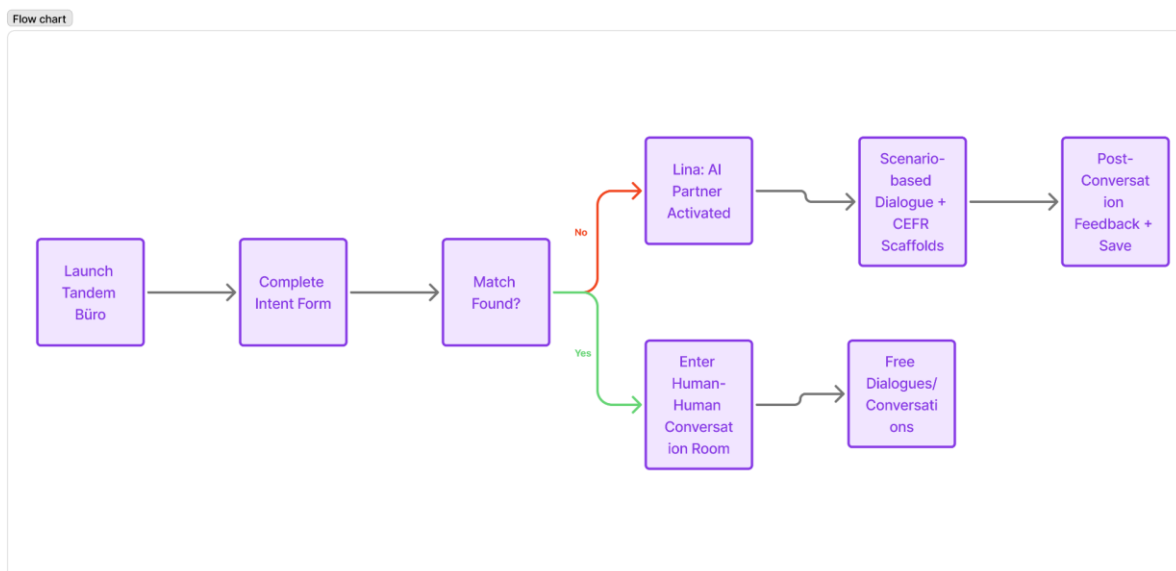 Flow chart
Launch
Tandem
Büro
Complete
Intent Form
Match
Found?
No
Yes
Lina: AI
Partner
Activated
Scenario-
based
Dialogue +
CEFR
Scaffolds
Post-
Conversat
ion
Feedback +
Save
Enter
Human-
Human
Conversat
ion Room
Free
Dialogues/
Conversati
ons